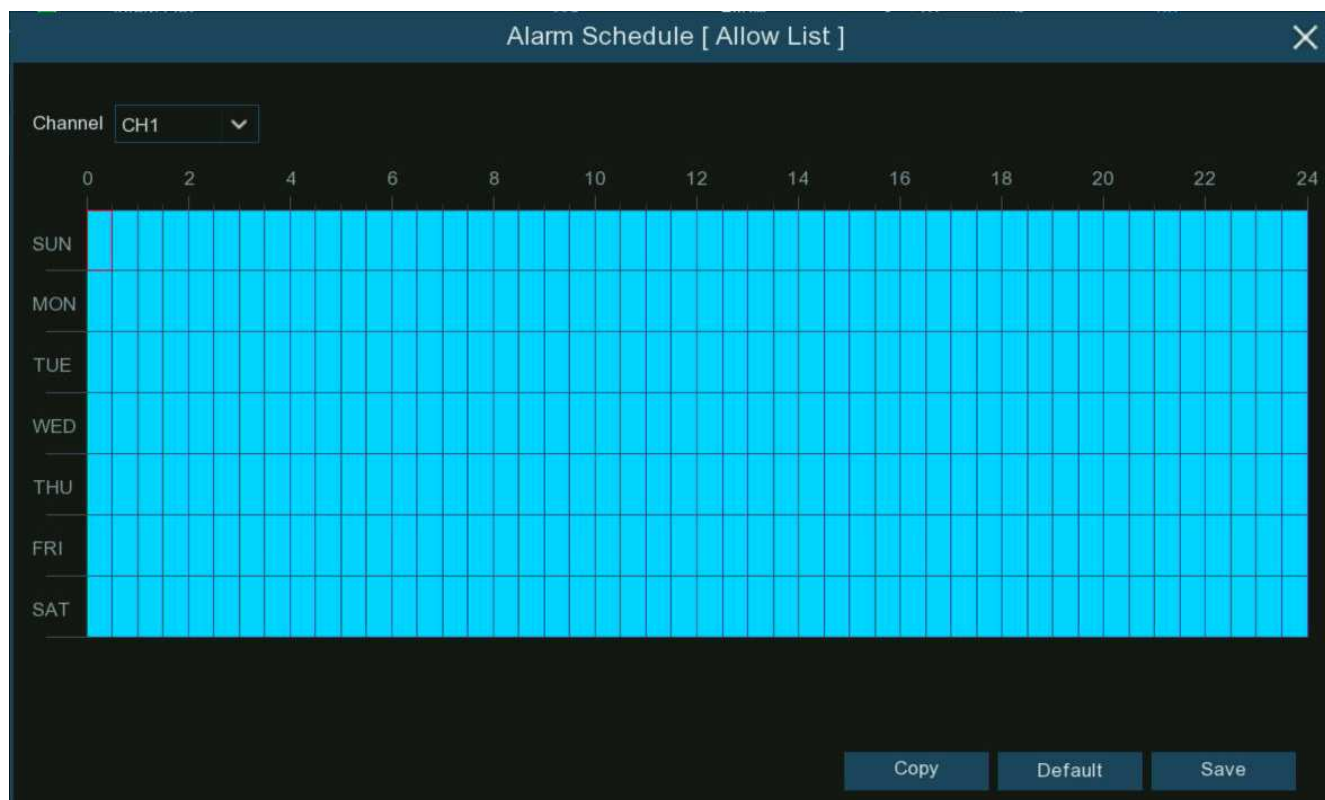 Alarm Schedule [ Allow List ]
Channel CH1
0 2 4 6 8 10 12 14 16 18 20 22 24
SUN
MON
TUE
WED
THU
FRI
SAT
Copy Default Save